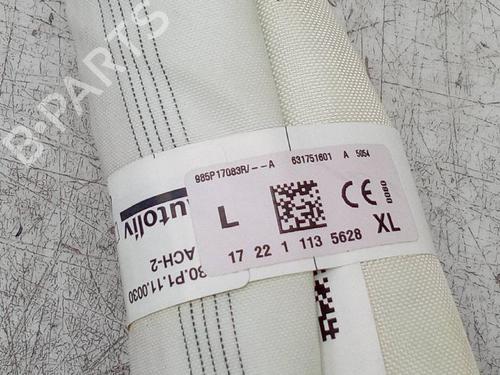 B-PARTS
985P17083R/--A 631751601 A 5054
L
CE
0080
XL
17 22 1 113 5628
autoliv
30.P1.11.0030
ACH-2